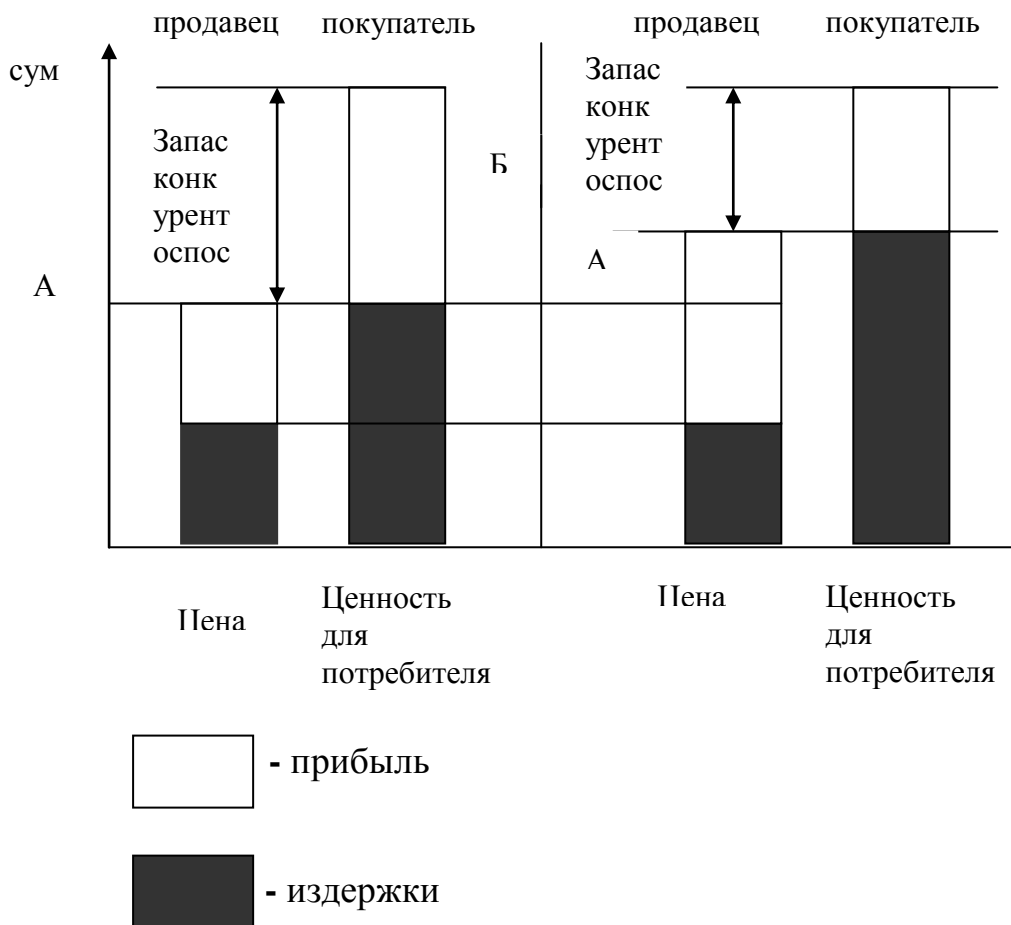 продавец покупатель
продавец покупатель
сум
Запас
конк
урент
оспос
Б
Запас
конк
урент
оспос
А
А
Цена
Ценность
для
потребителя
Цена
Ценность
для
потребителя
- прибыль
- издержки